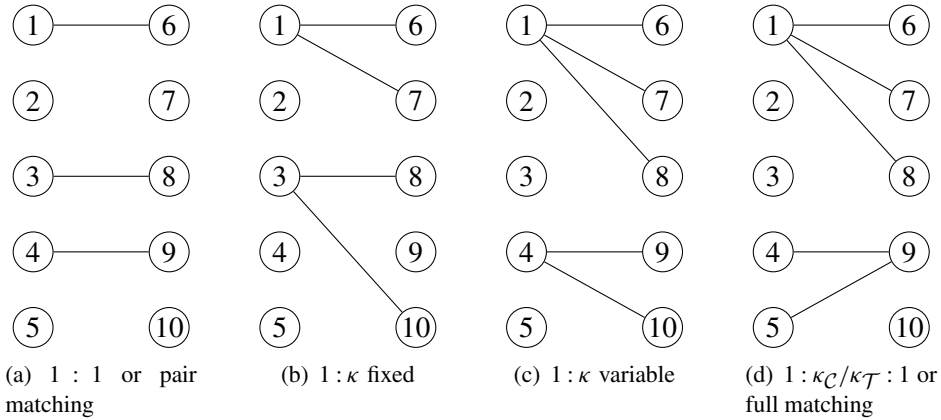 1 6 1 6 1 6 1 6
2 7 2 7 2 7 2 7
3 8 3 8 3 8 3 8
4 9 4 9 4 9 4 9
5 10 5 10 5 10 5 10
(a) 1 : 1 or pair
matching
(b) 1 : κ fixed
(c) 1 : κ variable
(d) 1 : κ_C/κ_T : 1 or
full matching